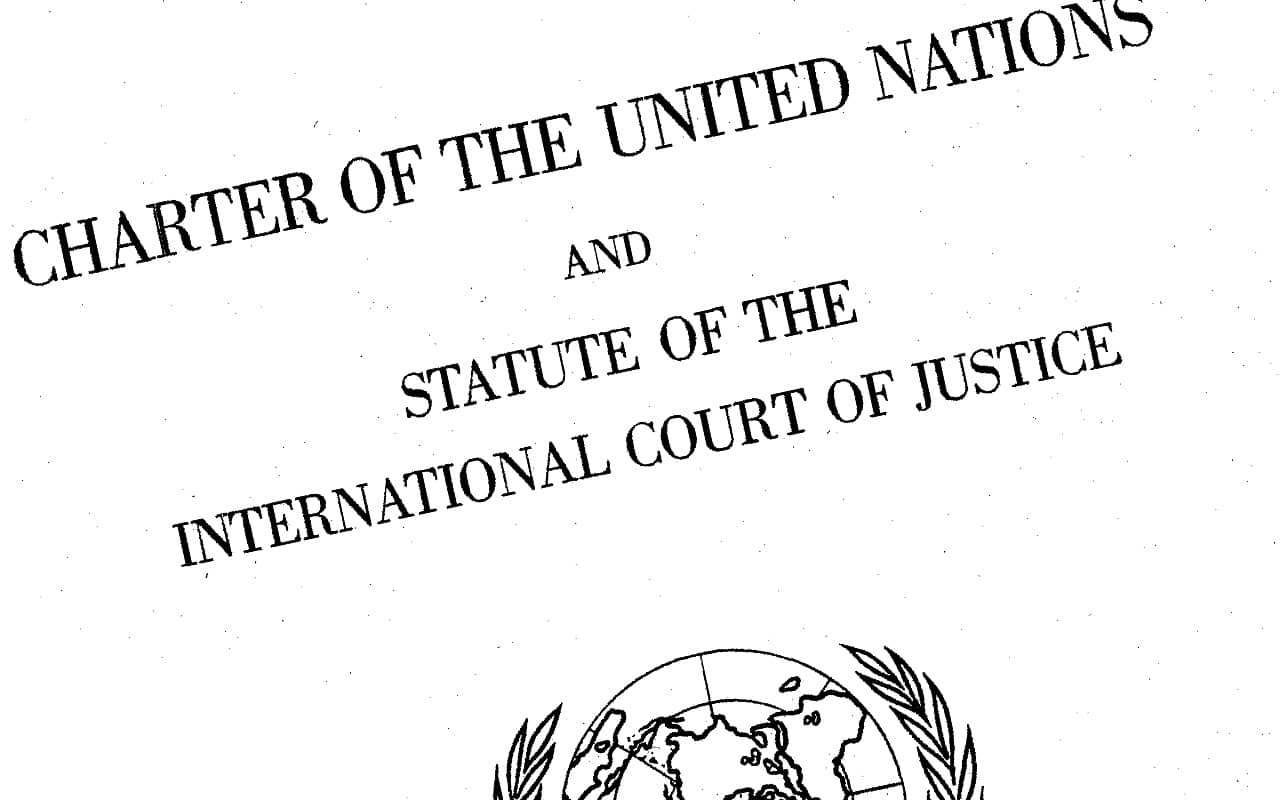 CHARTER OF THE UNITED NATIONS
AND
STATUTE OF THE
INTERNATIONAL COURT OF JUSTICE